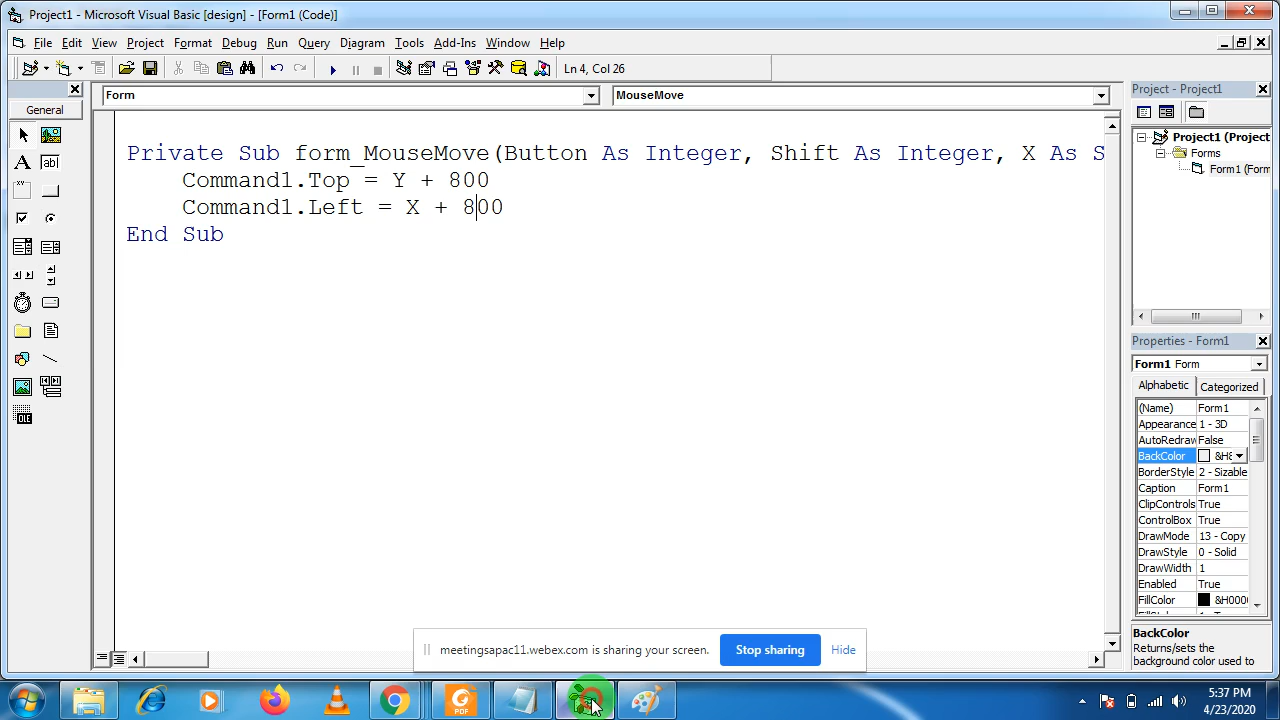 Project1 - Microsoft Visual Basic [design] - [Form1 (Code)]
File Edit View Project Format Debug Run Query Diagram Tools Add-Ins Window Help
Ln 4, Col 26
General
Form
MouseMove
Private Sub form_MouseMove(Button As Integer, Shift As Integer, X As S
Command1.Top = Y + 800
Command1.Left = X + 800
End Sub
A
ab
OLE
Project - Project1
Project1 (Project
Forms
Form1 (Form
Properties - Form1
Form1 Form
Alphabetic Categorized
(Name) Form1
Appearance 1 - 3D
AutoRedraw False
BackColor &H8
BorderStyle 2 - Sizable
Caption Form1
ClipControls True
ControlBox True
DrawMode 13 - Copy
DrawStyle 0 - Solid
DrawWidth 1
Enabled True
FillColor &H000
BackColor
Returns/sets the
background color used to
meetingsapac11.webex.com is sharing your screen. Stop sharing Hide
PDF
5:37 PM
4/23/2020